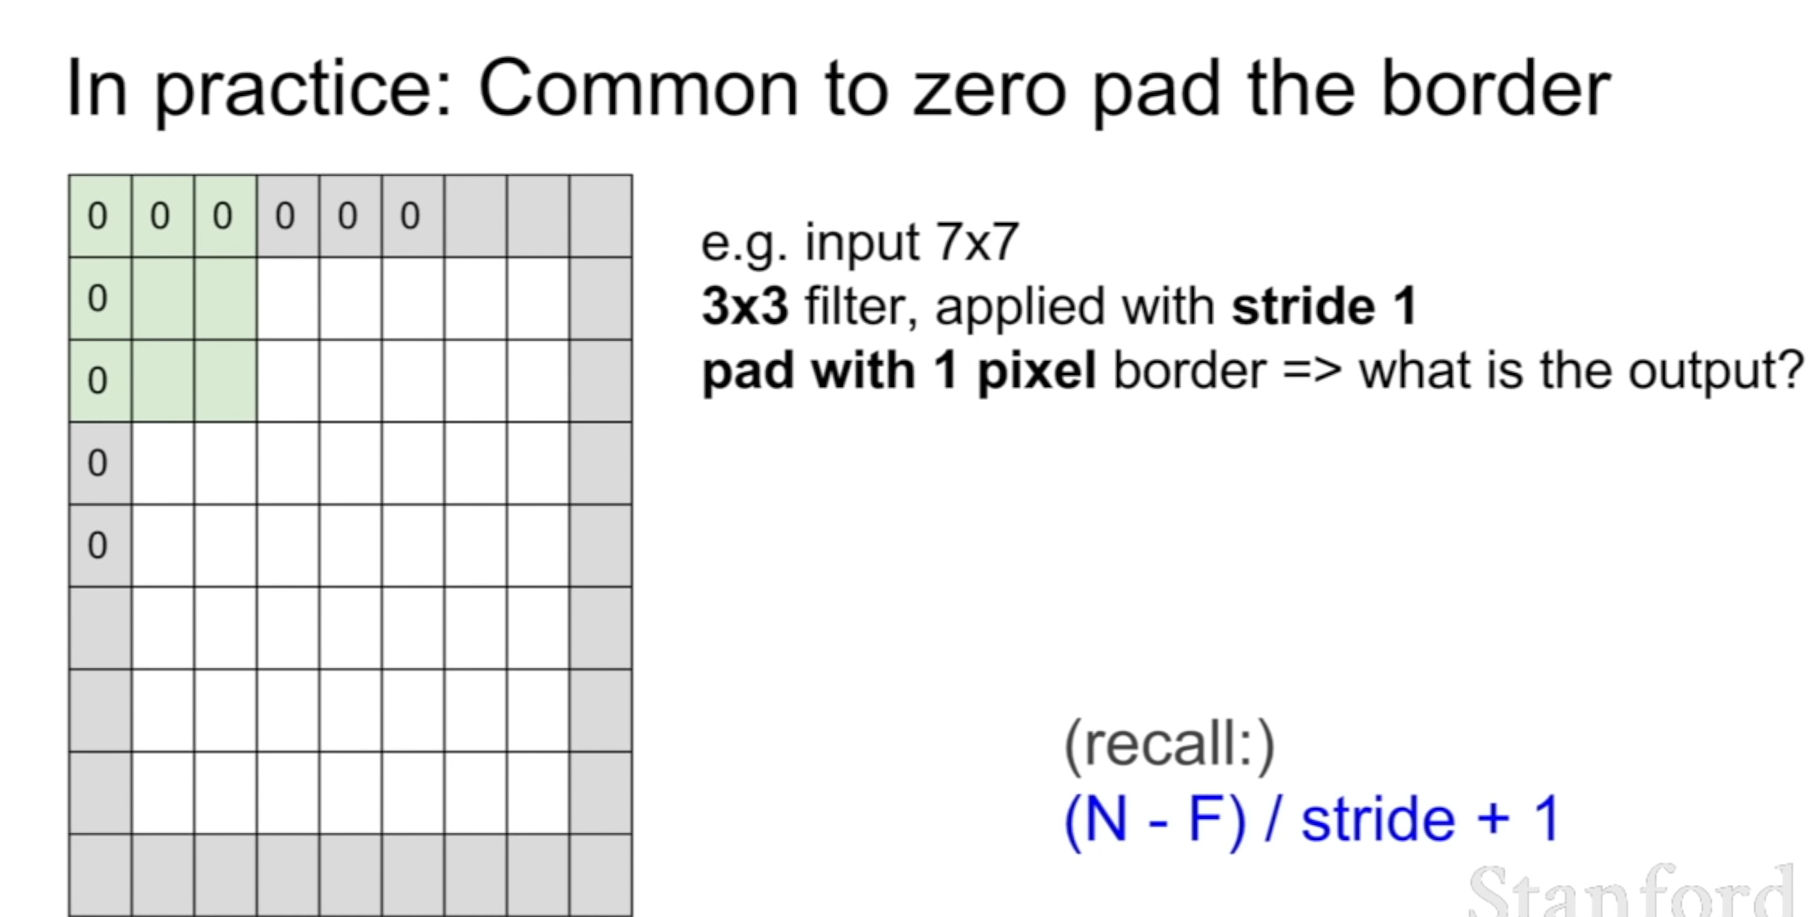 In practice: Common to zero pad the border
0 0 0 0 0 0
0
0
0
0
e.g. input 7x7
3x3 filter, applied with stride 1
pad with 1 pixel border => what is the output?
(recall:)
(N - F) / stride + 1
Stanford